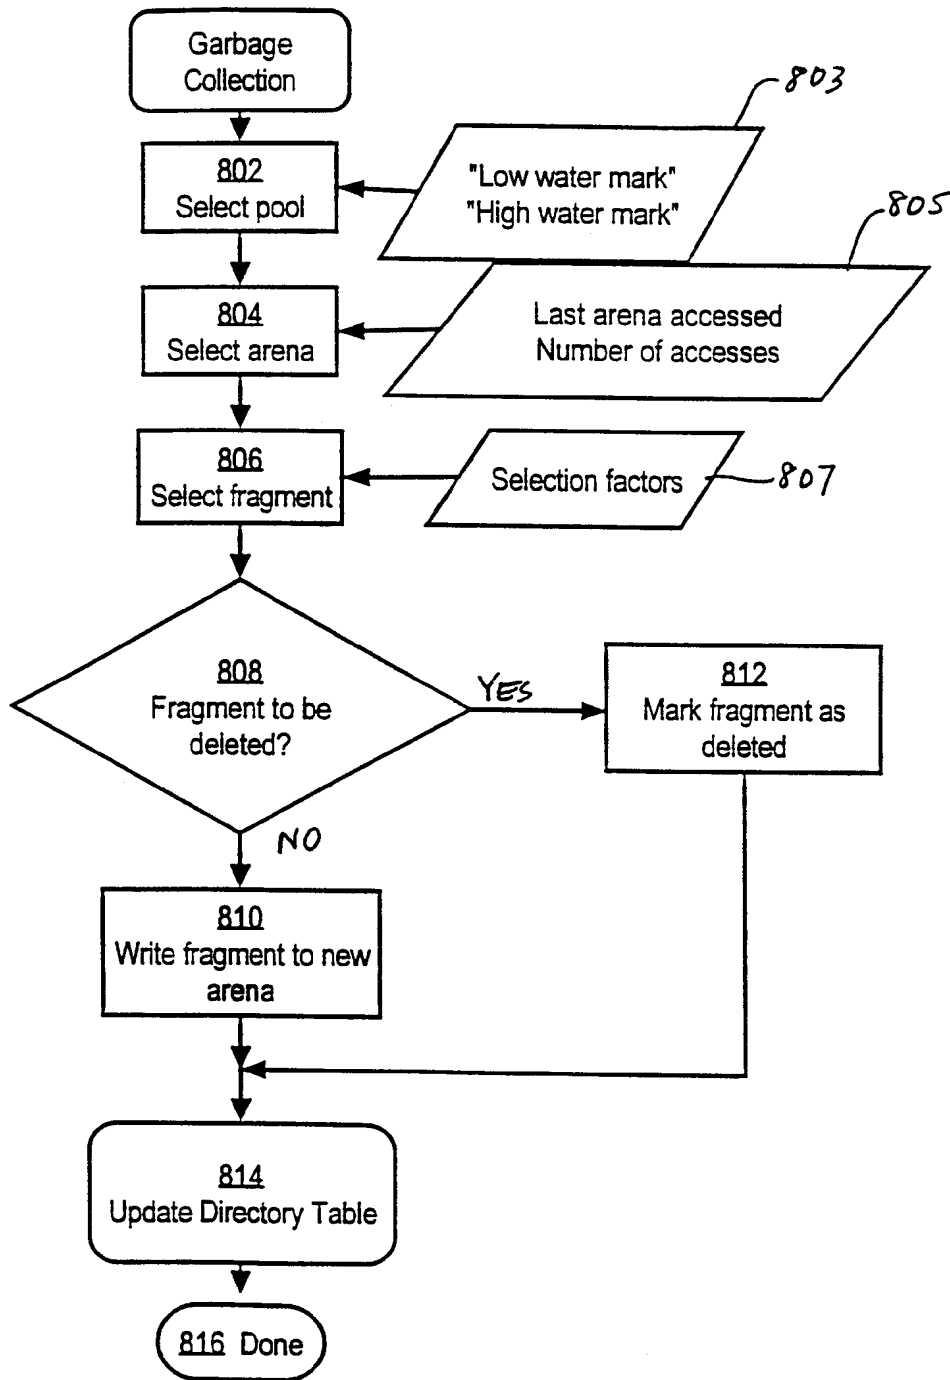 Garbage
Collection
803
802
Select pool
"Low water mark"
"High water mark"
805
804
Select arena
Last arena accessed
Number of accesses
806
Select fragment
Selection factors
807
808
Fragment to be
deleted?
YES
812
Mark fragment as
deleted
NO
810
Write fragment to new
arena
814
Update Directory Table
816 Done